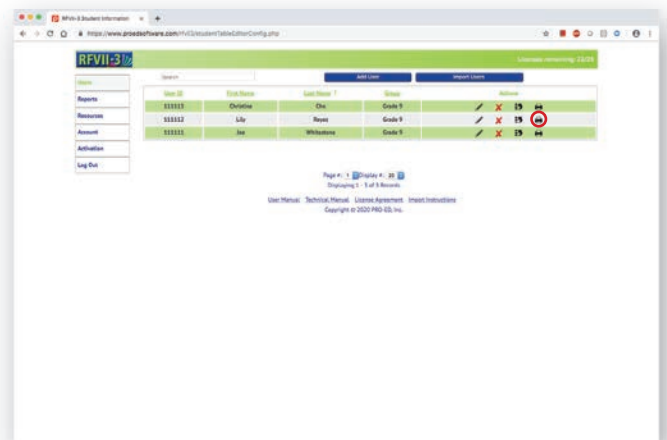 RFVII-3 Student Information
https://www.proedsoftware.com/rfvii3/studentTableEditorConfig.php
RFVII-3
Licenses remaining: 22/25
Home
Reports
Resources
Account
Activation
Log Out
Search
Add User
Import Users
User ID First Name Last Name Group Actions
111113 Christine Cho Grade 9
111112 Lily Reyes Grade 9
111111 Joe Whitestone Grade 9
Page #: 1 Display #: 20
Displaying 1 - 3 of 3 Records
User Manual Technical Manual License Agreement Import Instructions
Copyright © 2020 PRO-ED, Inc.